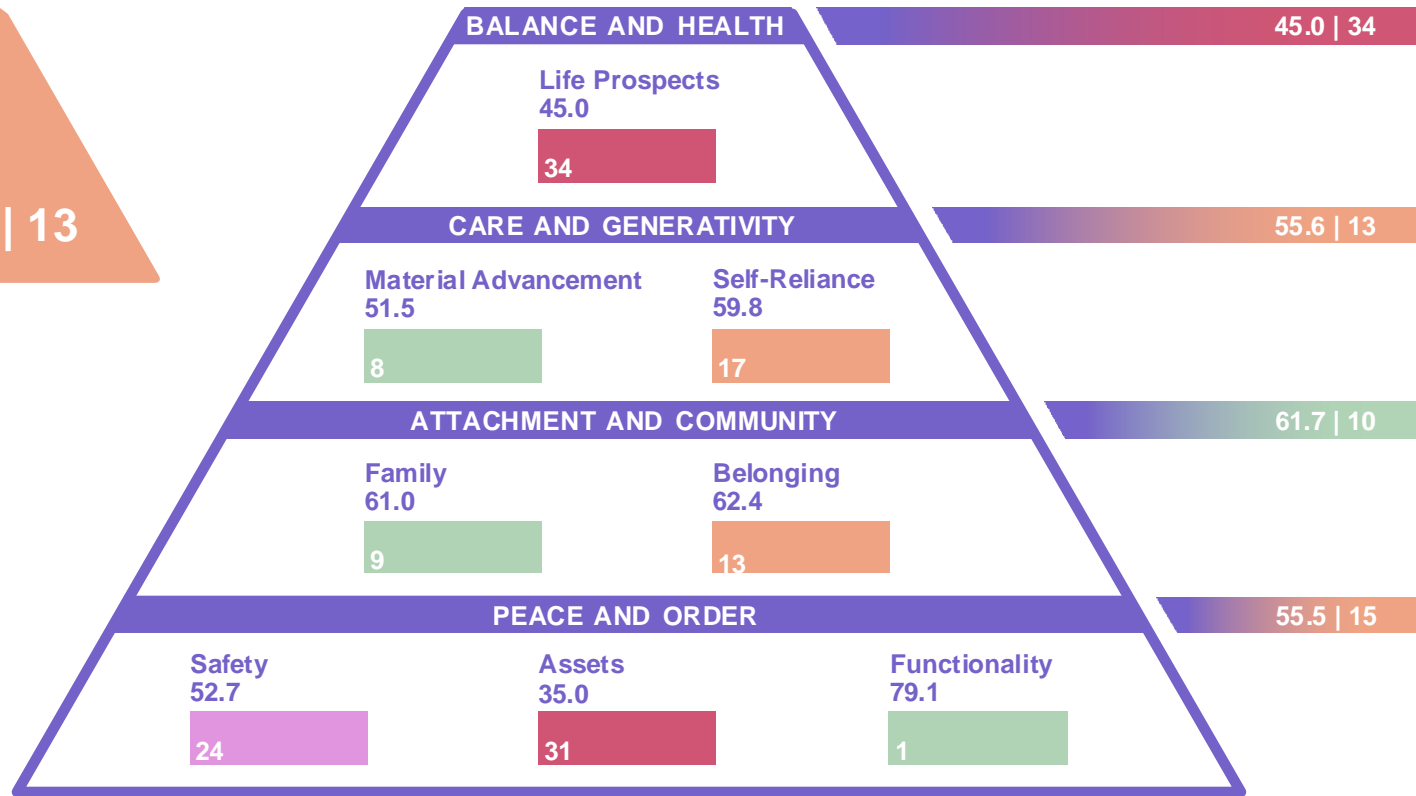 BALANCE AND HEALTH
45.0 | 34
Life Prospects
45.0
34
| 13
CARE AND GENERATIVITY
55.6 | 13
Material Advancement
51.5
8
Self-Reliance
59.8
17
ATTACHMENT AND COMMUNITY
61.7 | 10
Family
61.0
9
Belonging
62.4
13
PEACE AND ORDER
55.5 | 15
Safety
52.7
24
Assets
35.0
31
Functionality
79.1
1